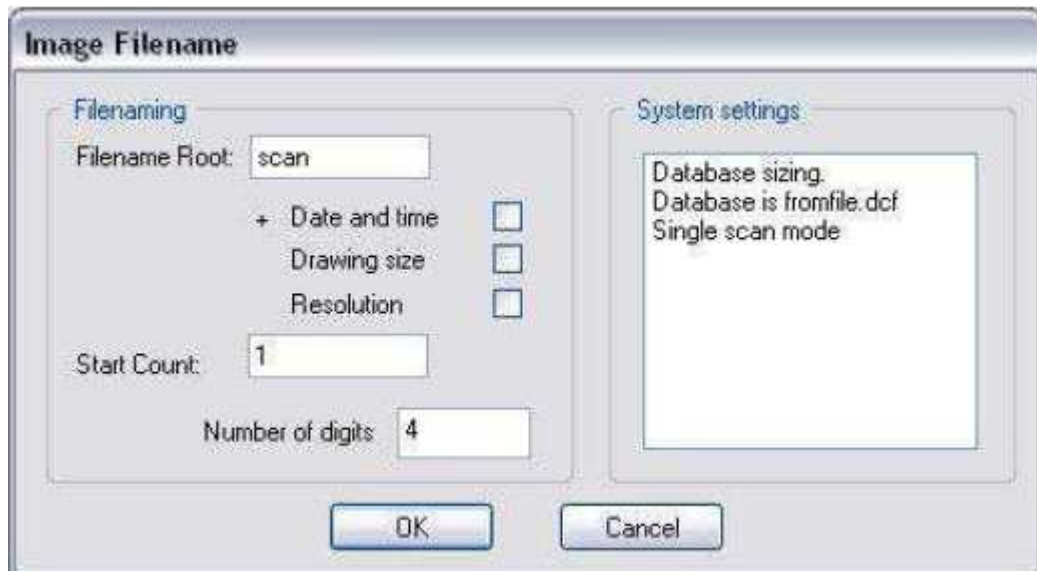 Image Filename
Filenaming
Filename Root: scan
+ Date and time
Drawing size
Resolution
Start Count: 1
Number of digits 4
System settings
Database sizing.
Database is fromfile.dcf
Single scan mode
OK
Cancel